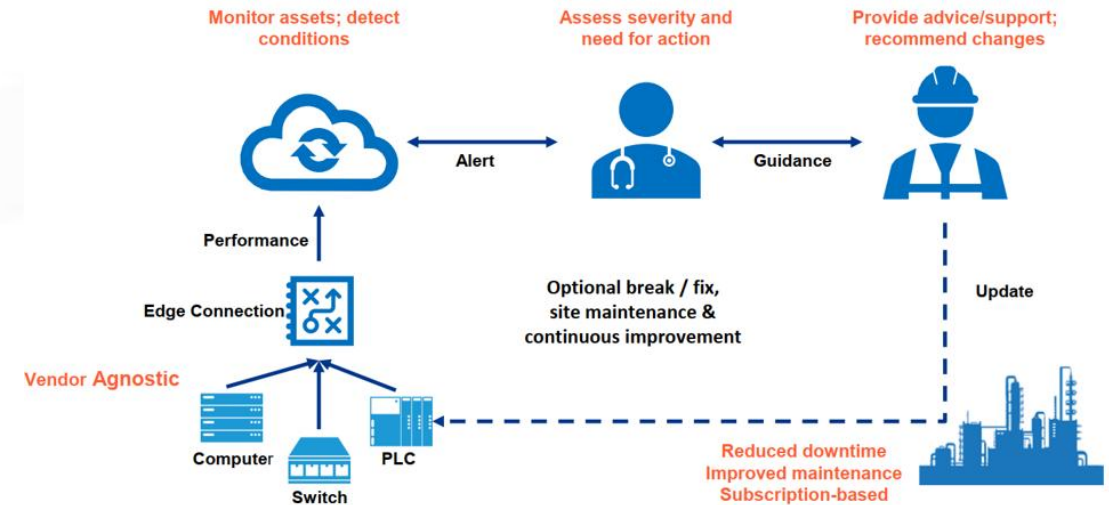 Monitor assets; detect
conditions
Assess severity and
need for action
Provide advice/support;
recommend changes
Alert
Guidance
Performance
Edge Connection
Optional break / fix,
site maintenance &
continuous improvement
Update
Vendor Agnostic
Computer
Switch
PLC
Reduced downtime
Improved maintenance
Subscription-based